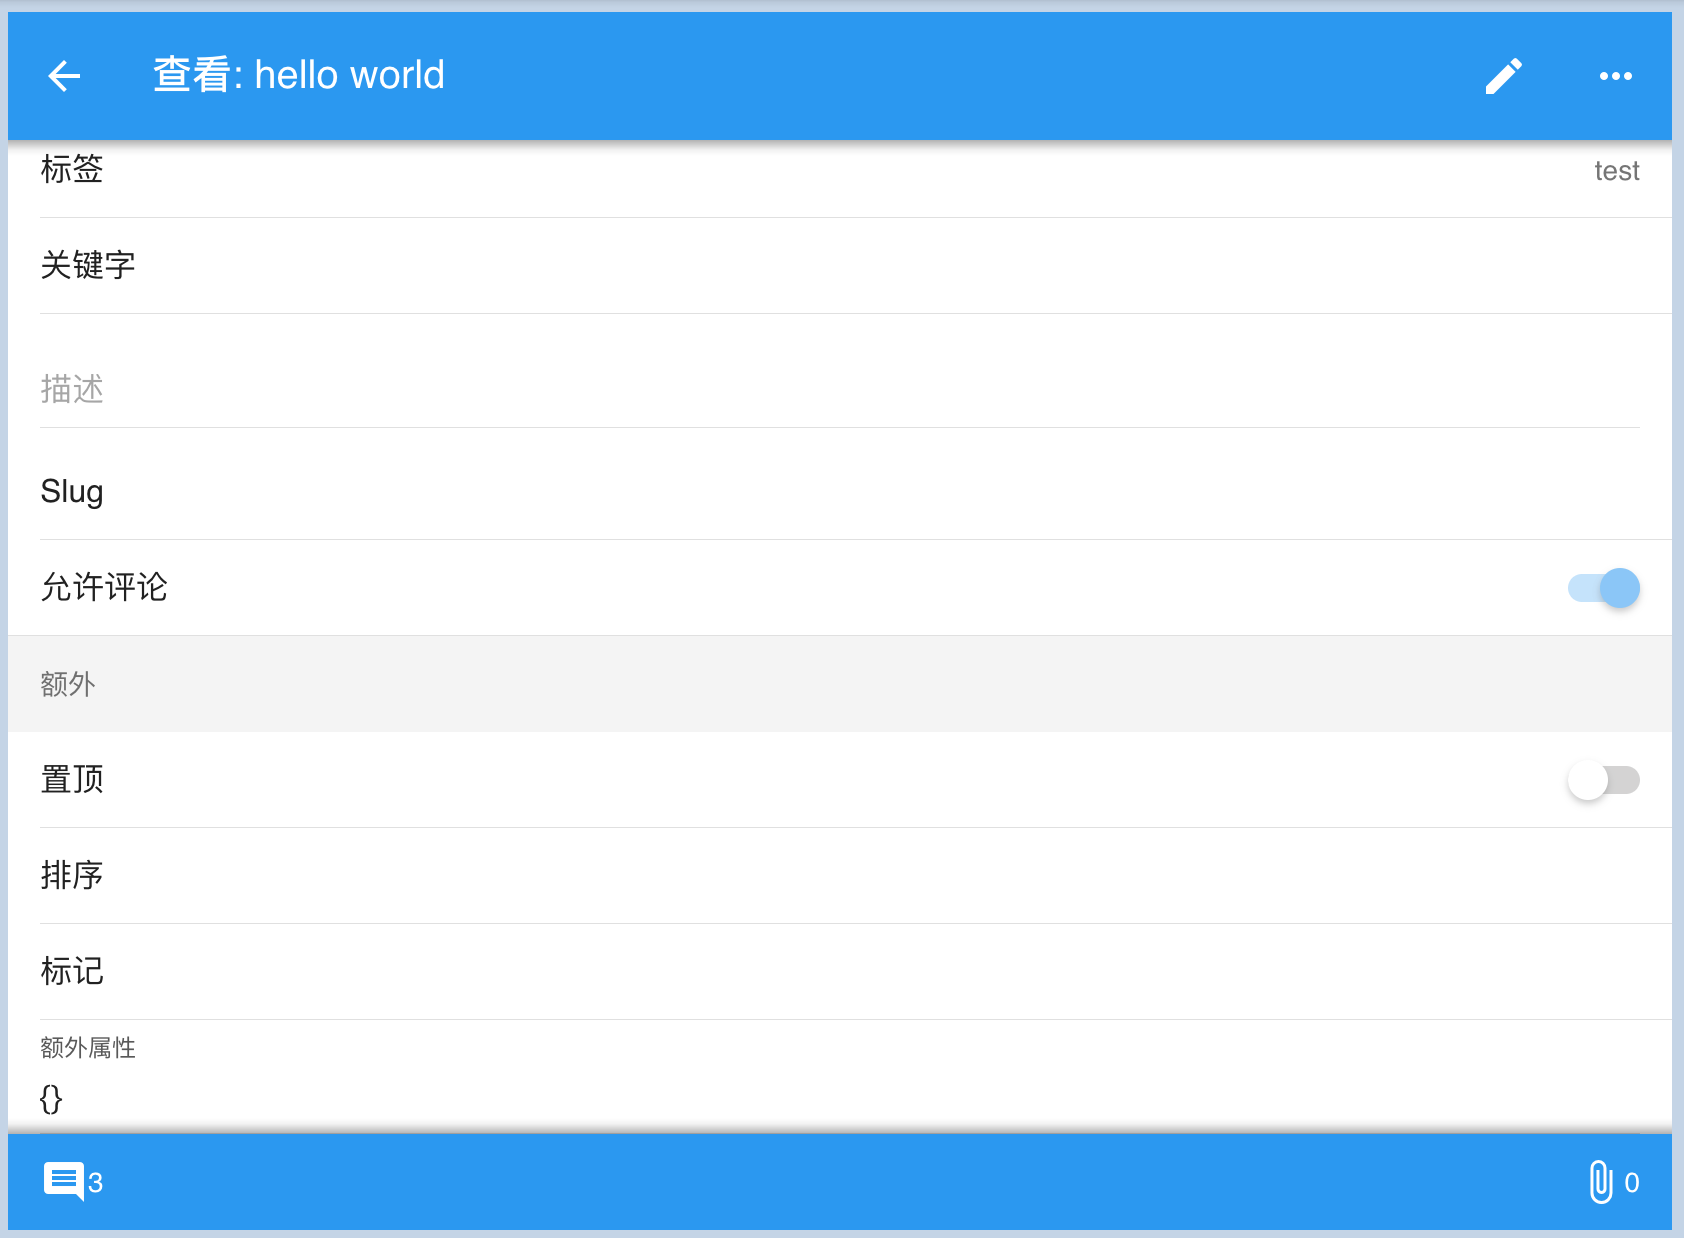 查看: hello world
标签
test
关键字
描述
Slug
允许评论
额外
置顶
排序
标记
额外属性
{}
3
0